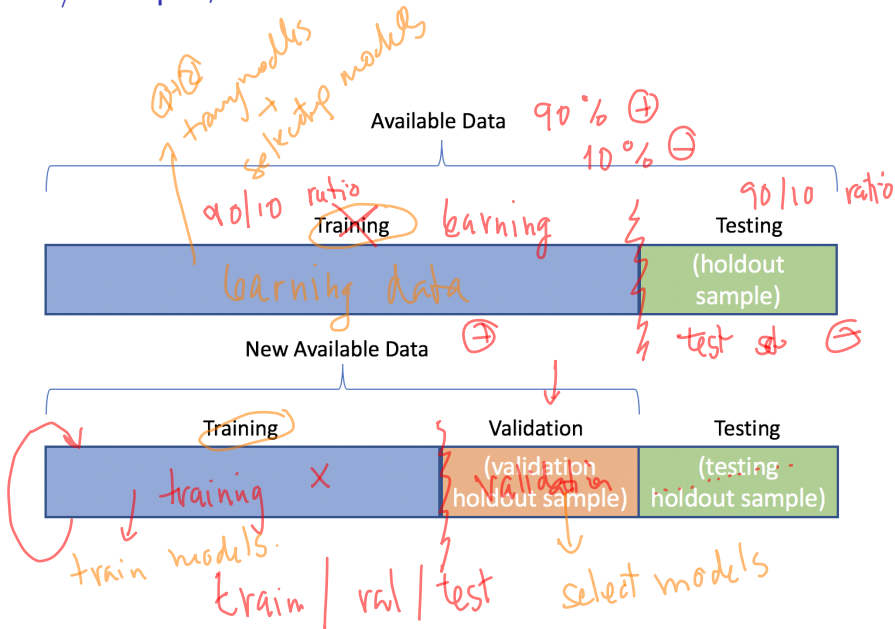 ① + ②
traning models
+
selecting models
Available Data
90% +
10% -
90/10 ratio
90/10 ratio
Training
learning
Testing
learning data
(holdout
sample)
New Available Data
+
test set -
Training
Validation
Testing
training x
(validation
holdout sample)
validation
(testing
holdout sample)
train models.
train / val / test
select models